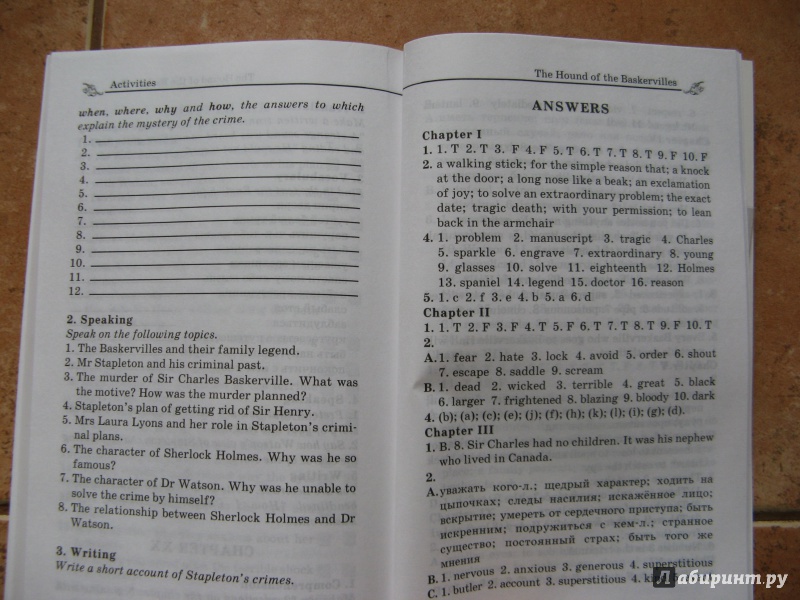 Activities
when, where, why and how, the answers to which
explain the mystery of the crime.
1.
2.
3.
4.
5.
6.
7.
8.
9.
10.
11.
12.
2. Speaking
Speak on the following topics.
1. The Baskervilles and their family legend.
2. Mr Stapleton and his criminal past.
3. The murder of Sir Charles Baskerville. What was
the motive? How was the murder planned?
4. Stapleton's plan of getting rid of Sir Henry.
5. Mrs Laura Lyons and her role in Stapleton's crimi-
nal plans.
6. The character of Sherlock Holmes. Why was he so
famous?
7. The character of Dr Watson. Why was he unable to
solve the crime by himself?
8. The relationship between Sherlock Holmes and Dr
Watson.
3. Writing
Write a short account of Stapleton's crimes.
The Hound of the Baskervilles
ANSWERS
Chapter I
1. 1. T 2. T 3. F 4. F 5. T 6. T 7. T 8. T 9. F 10. F
2. a walking stick; for the simple reason that; a knock
at the door; a long nose like a beak; an exclamation
of joy; to solve an extraordinary problem; the exact
date; tragic death; with your permission; to lean
back in the armchair
4. 1. problem 2. manuscript 3. tragic 4. Charles
5. sparkle 6. engrave 7. extraordinary 8. young
9. glasses 10. solve 11. eighteenth 12. Holmes
13. spaniel 14. legend 15. doctor 16. reason
5. 1. c 2. f 3. e 4. b 5. a 6. d
Chapter II
1. 1. T 2. F 3. F 4. T 5. F 6. T 7. T 8. T 9. F 10. T
2.
A. 1. fear 2. hate 3. lock 4. avoid 5. order 6. shout
7. escape 8. saddle 9. scream
B. 1. dead 2. wicked 3. terrible 4. great 5. black
6. larger 7. frightened 8. blazing 9. bloody 10. dark
4. (b); (a); (c); (e); (j); (f); (h); (k); (l); (i); (g); (d).
Chapter III
1. B. 8. Sir Charles had no children. It was his nephew
who lived in Canada.
2.
A. уважать кого-л.; щедрый характер; ходить на
цыпочках; следы насилия; искажённое лицо;
вскрытие; умереть от сердечного приступа; быть
искренним; подружиться с кем-л.; странное
существо; постоянный страх; быть того же
мнения
B. 1. nervous 2. anxious 3. generous 4. superstitious
C. 1. butler 2. account 3. superstitious 4.
Лабиринт.ру